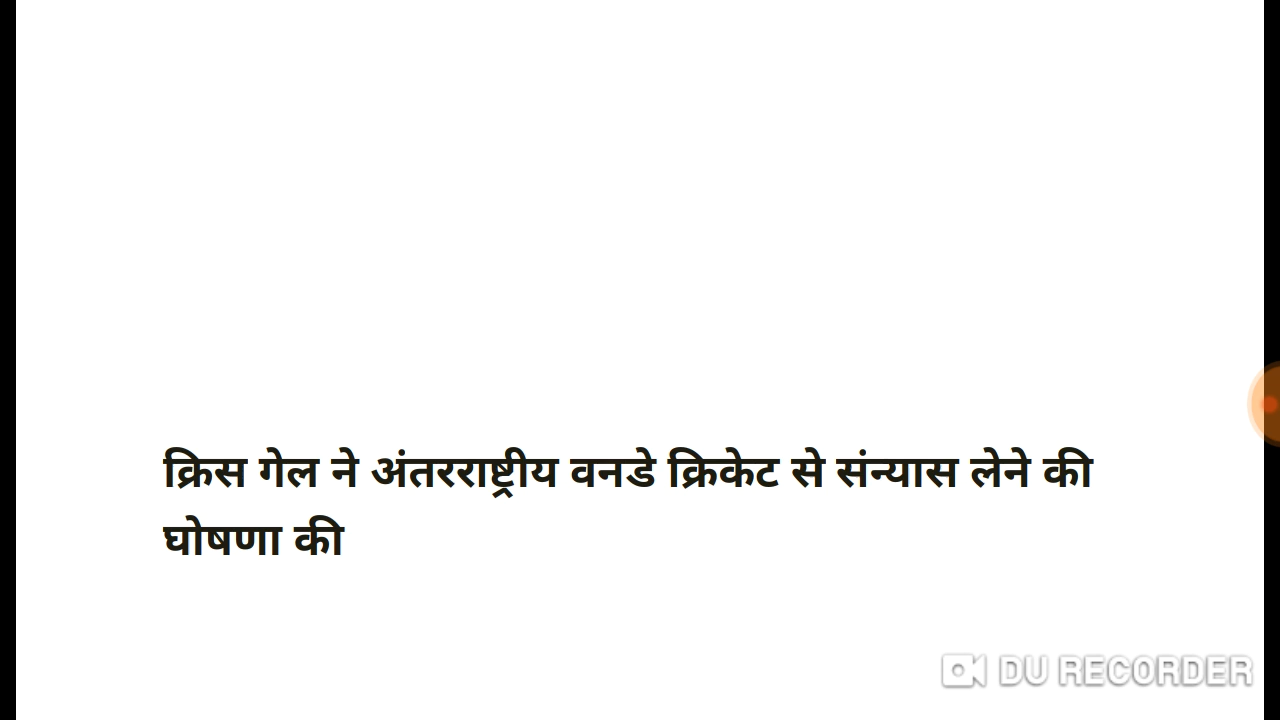 क्रिस गेल ने अंतरराष्ट्रीय वनडे क्रिकेट से संन्यास लेने की
घोषणा की
DU RECORDER